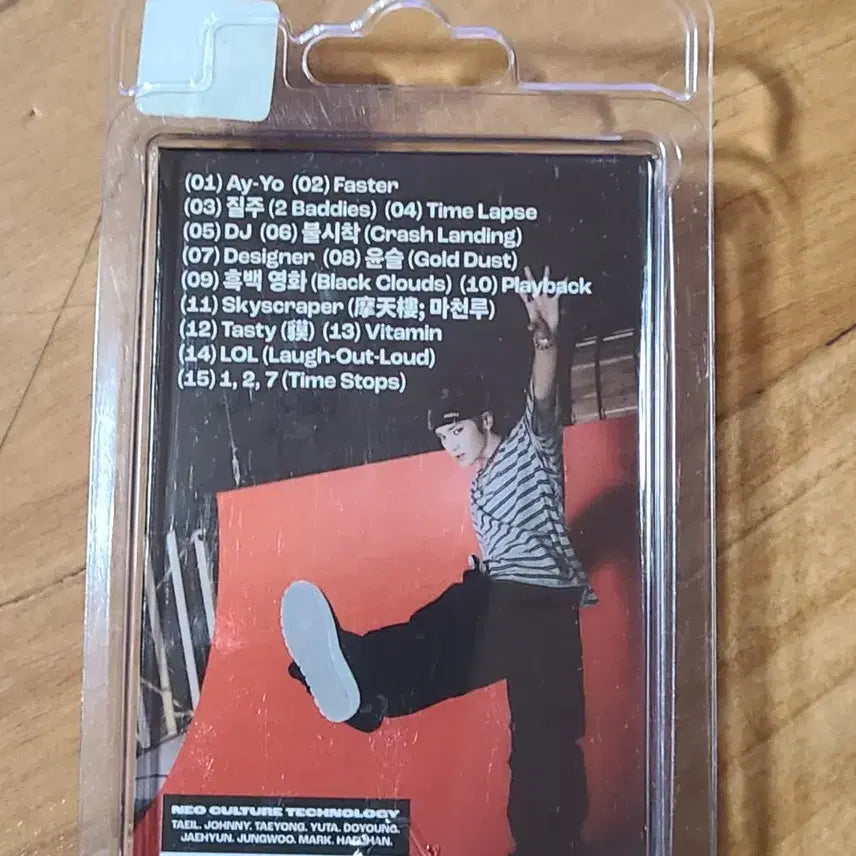 (01) Ay-Yo (02) Faster
(03) 질주 (2 Baddies) (04) Time Lapse
(05) DJ (06) 불시착 (Crash Landing)
(07) Designer (08) 윤슬 (Gold Dust)
(09) 흑백 영화 (Black Clouds) (10) Playback
(11) Skyscraper (摩天樓; 마천루)
(12) Tasty (貘) (13) Vitamin
(14) LOL (Laugh-Out-Loud)
(15) 1, 2, 7 (Time Stops)
NEO CULTURE TECHNOLOGY
TAEIL. JOHNNY. TAEYONG. YUTA. DOYOUNG.
JAEHYUN. JUNGWOO. MARK. HAECHAN.